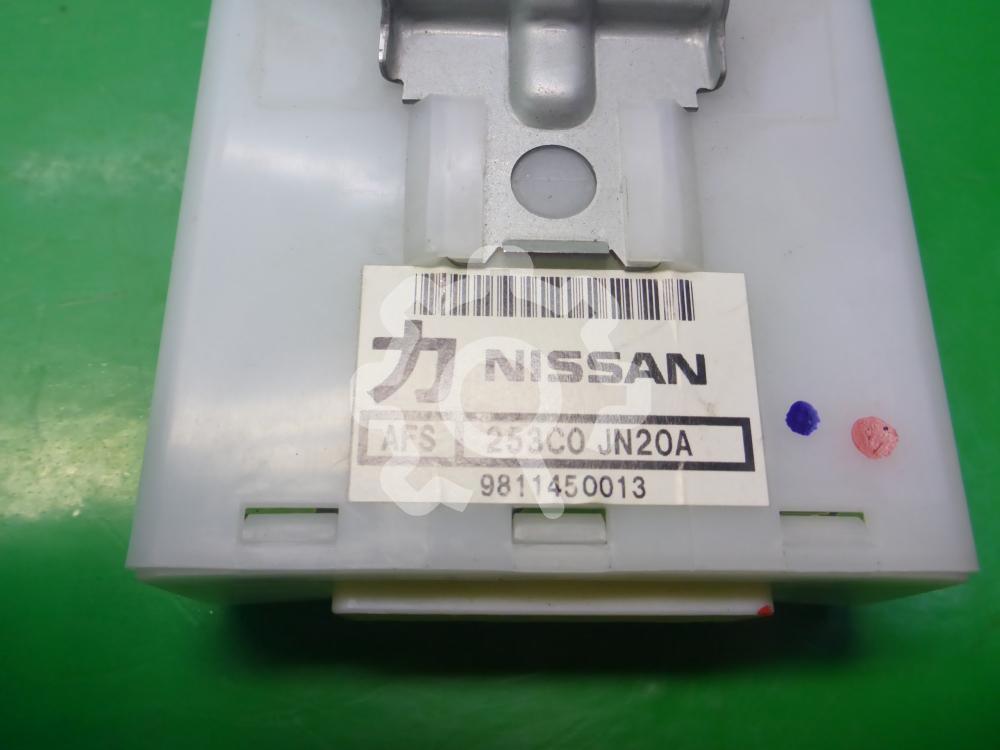 力 NISSAN
AFS 253C0 JN20A
9811450013